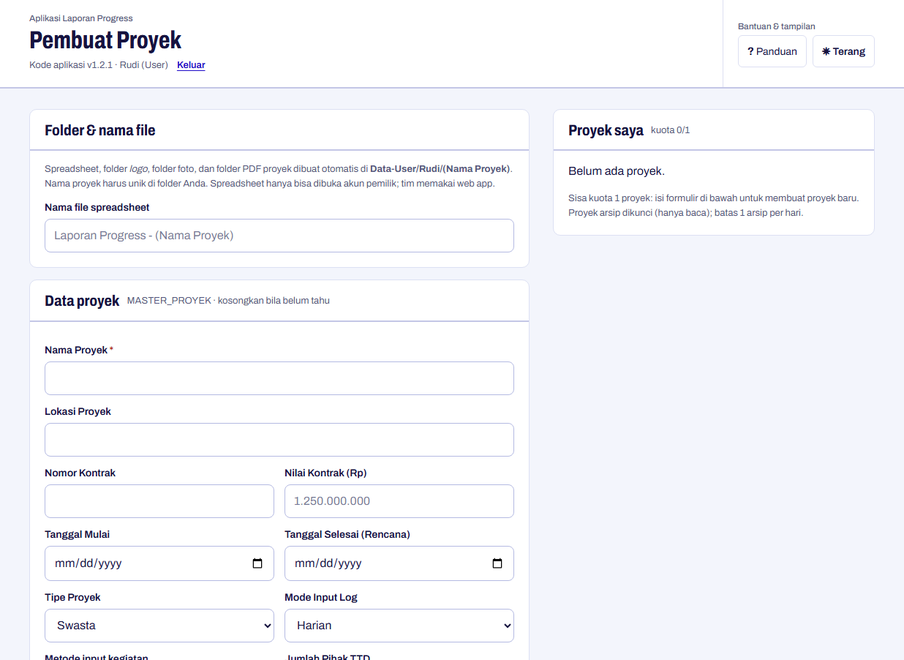 Aplikasi Laporan Progress
Pembuat Proyek
Kode aplikasi v1.2.1 · Rudi (User) Keluar
Bantuan & tampilan
? Panduan
☀ Terang
Folder & nama file
Spreadsheet, folder logo, folder foto, dan folder PDF proyek dibuat otomatis di Data-User/Rudi/(Nama Proyek).
Nama proyek harus unik di folder Anda. Spreadsheet hanya bisa dibuka akun pemilik; tim memakai web app.
Nama file spreadsheet
Laporan Progress - (Nama Proyek)
Proyek saya kuota 0/1
Belum ada proyek.
Sisa kuota 1 proyek: isi formulir di bawah untuk membuat proyek baru.
Proyek arsip dikunci (hanya baca); batas 1 arsip per hari.
Data proyek MASTER_PROYEK · kosongkan bila belum tahu
Nama Proyek *
Lokasi Proyek
Nomor Kontrak
Nilai Kontrak (Rp)
1.250.000.000
Tanggal Mulai
Tanggal Selesai (Rencana)
mm/dd/yyyy
mm/dd/yyyy
Tipe Proyek
Mode Input Log
Swasta
Harian
Metode input kegiatan
Jumlah Pihak TTD